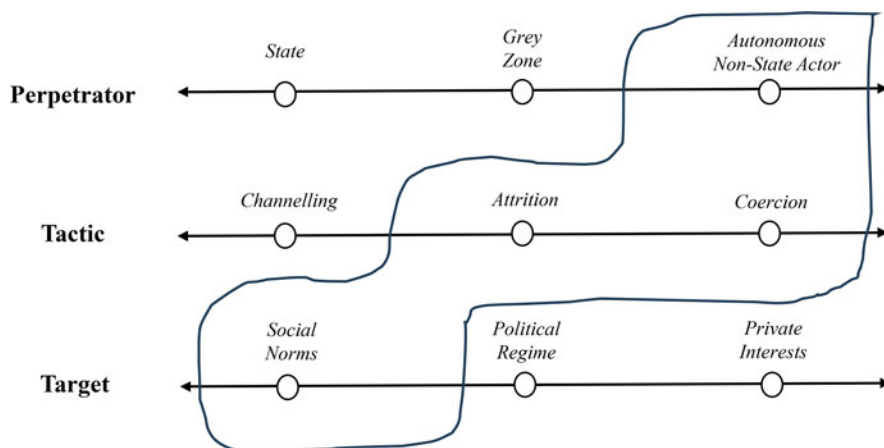 State
Grey
Zone
Autonomous
Non-State Actor
Perpetrator
Channelling
Attrition
Coercion
Tactic
Social
Norms
Political
Regime
Private
Interests
Target